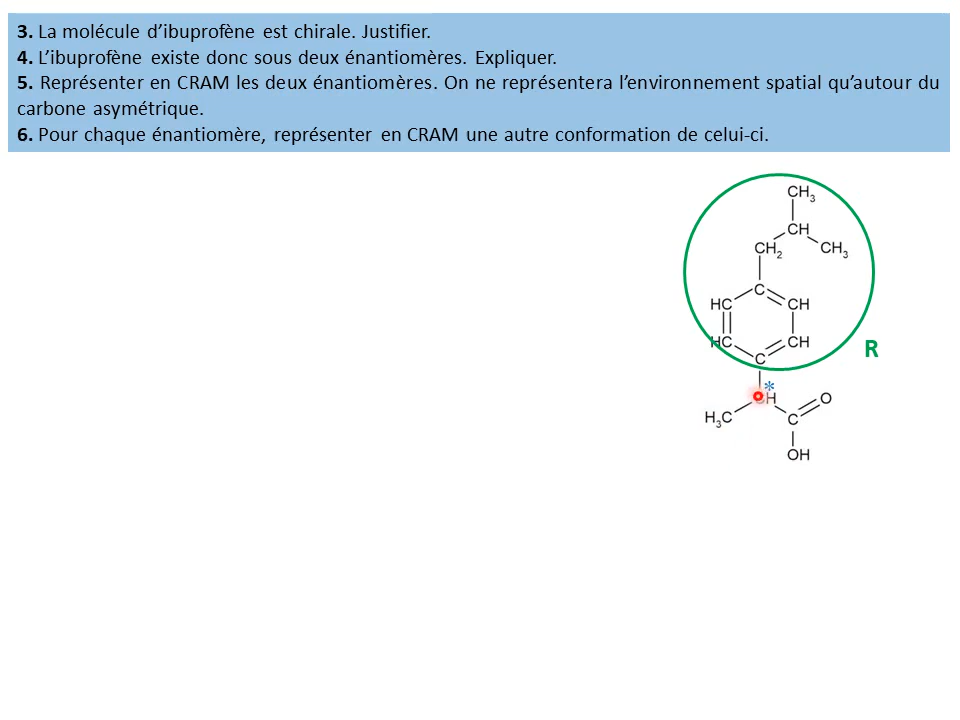 3. La molécule d’ibuprofène est chirale. Justifier.
4. L’ibuprofène existe donc sous deux énantiomères. Expliquer.
5. Représenter en CRAM les deux énantiomères. On ne représentera l’environnement spatial qu’autour du
carbone asymétrique.
6. Pour chaque énantiomère, représenter en CRAM une autre conformation de celui-ci.
CH3
CH
CH2
CH3
C
HC
CH
HC
CH
R
C
*
H
O
H3C
C
OH